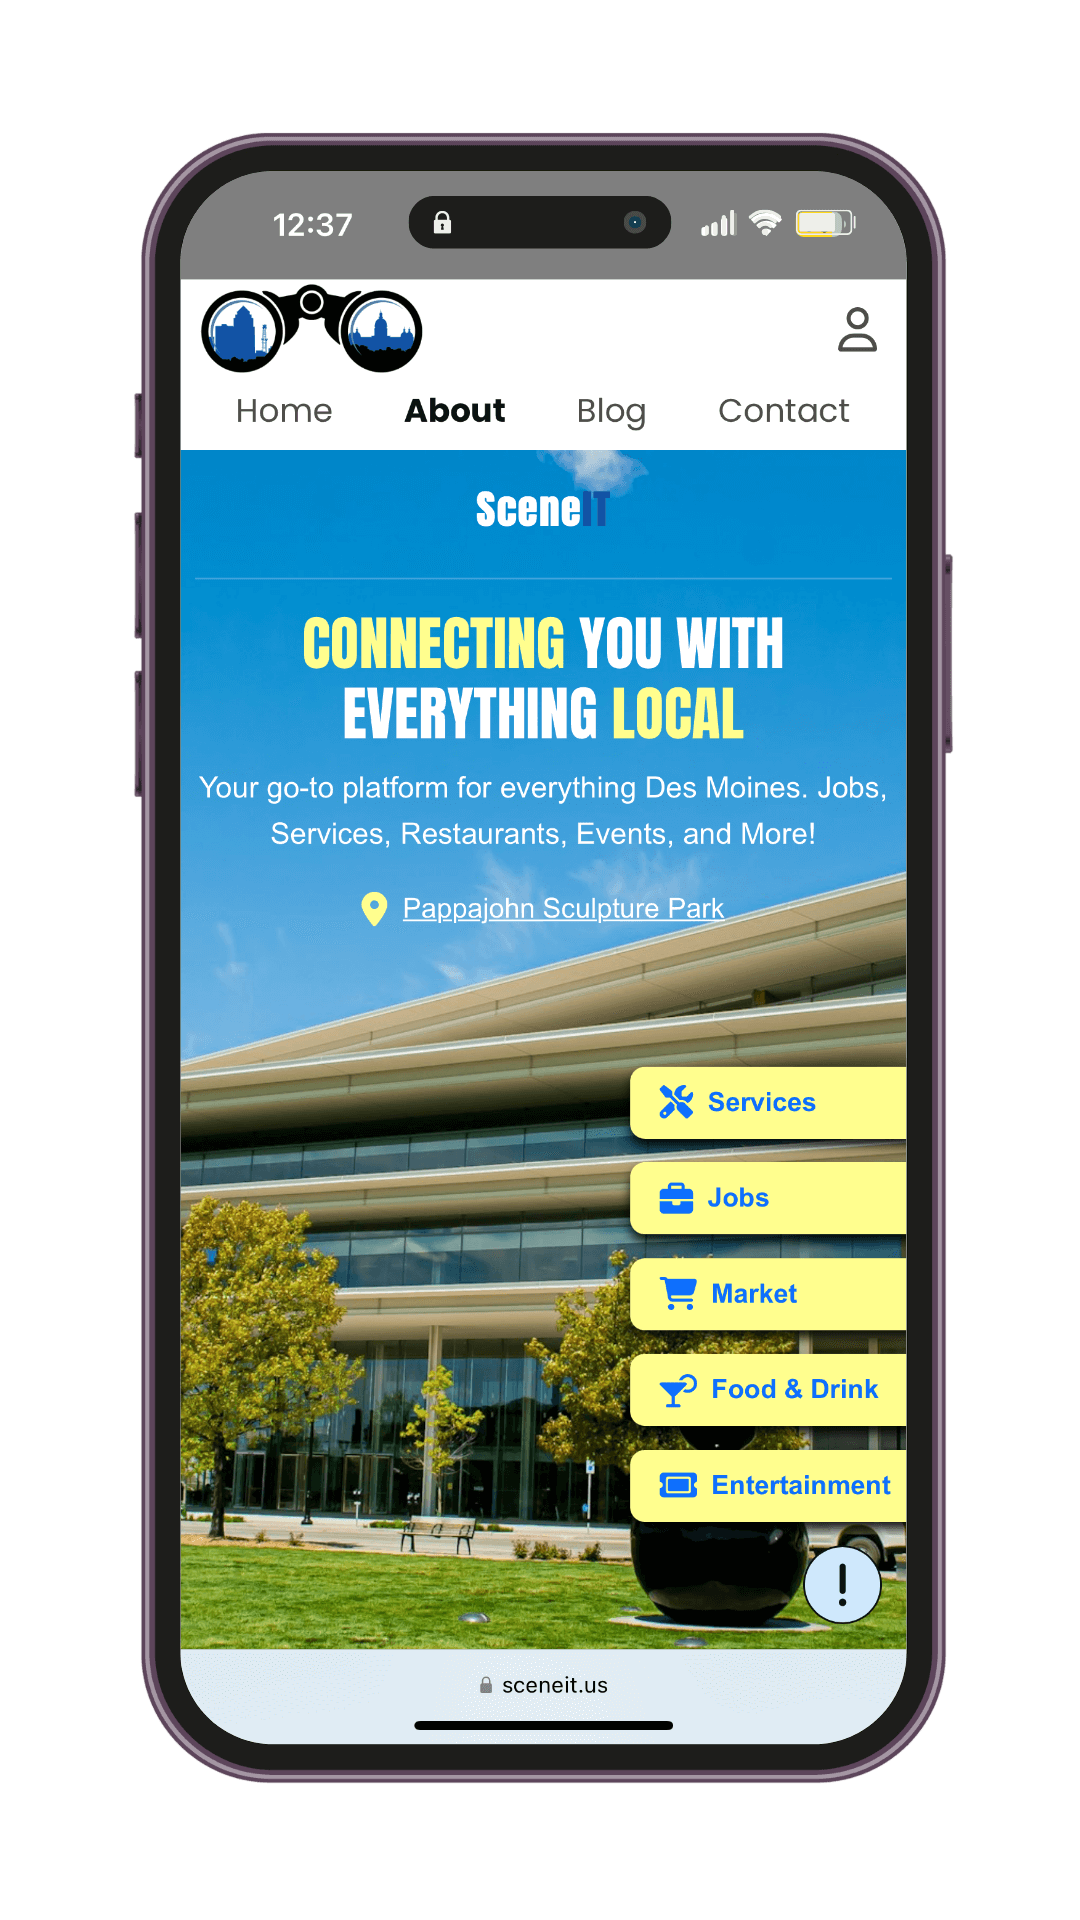 12:37
Home About Blog Contact
SceneIT
CONNECTING YOU WITH
EVERYTHING LOCAL
Your go-to platform for everything Des Moines. Jobs,
Services, Restaurants, Events, and More!
Pappajohn Sculpture Park
Services
Jobs
Market
Food & Drink
Entertainment
!
sceneit.us